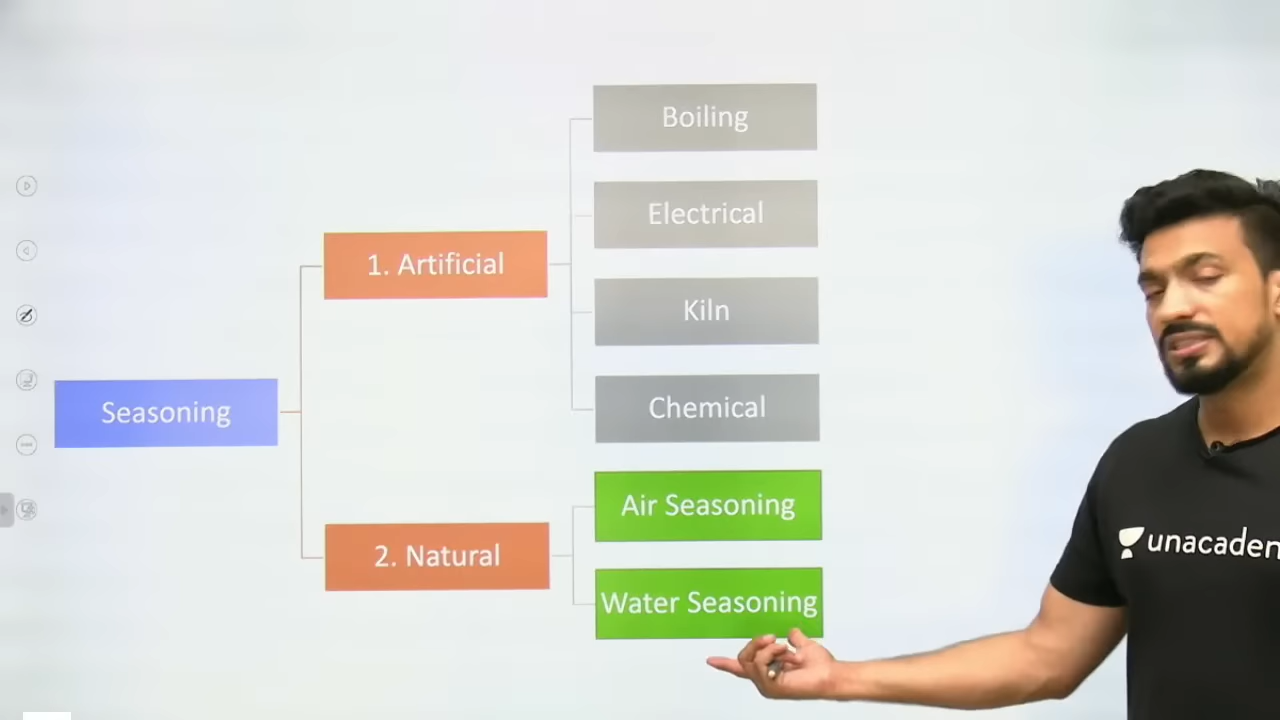 Boiling
Electrical
1. Artificial
Kiln
Seasoning
Chemical
Air Seasoning
2. Natural
Water Seasoning
unacaden